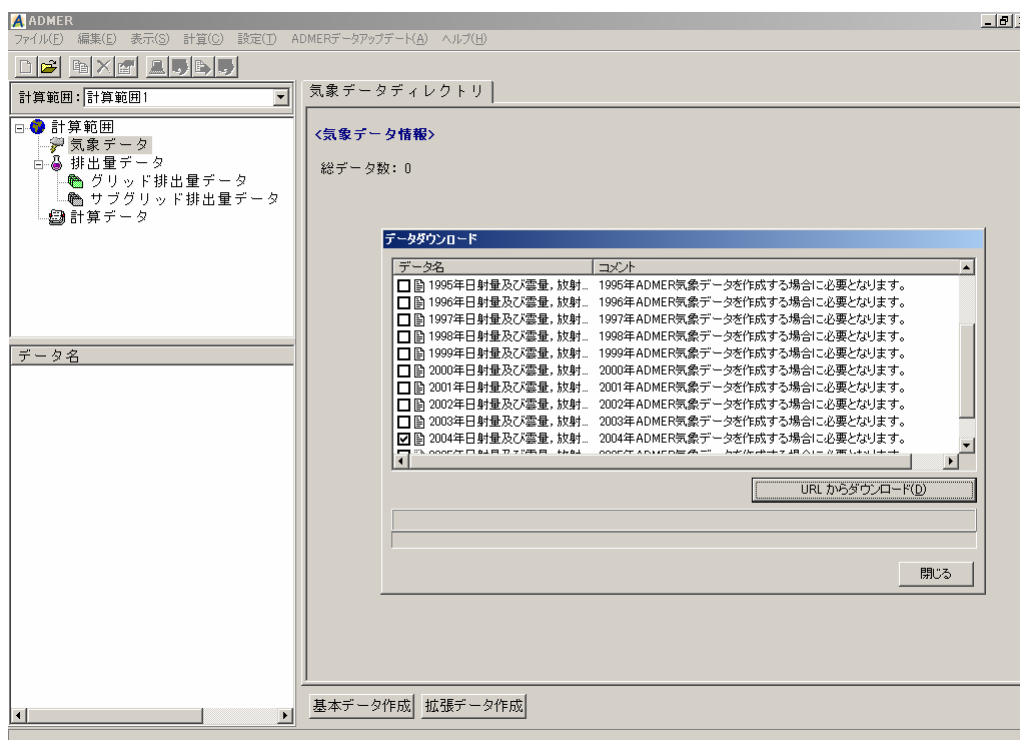 ADMER
ファイル(F) 編集(E) 表示(S) 計算(C) 設定(T) ADMERデータアップデート(A) ヘルプ(H)
計算範囲: 計算範囲1
気象データディレクトリ
計算範囲
気象データ
排出量データ
グリッド排出量データ
サブグリッド排出量データ
計算データ
<気象データ情報>
総データ数: 0
データ名
データダウンロード
データ名 コメント
1995年日射量及び雲量, 放射... 1995年ADMER気象データを作成する場合に必要となります。
1996年日射量及び雲量, 放射... 1996年ADMER気象データを作成する場合に必要となります。
1997年日射量及び雲量, 放射... 1997年ADMER気象データを作成する場合に必要となります。
1998年日射量及び雲量, 放射... 1998年ADMER気象データを作成する場合に必要となります。
1999年日射量及び雲量, 放射... 1999年ADMER気象データを作成する場合に必要となります。
2000年日射量及び雲量, 放射... 2000年ADMER気象データを作成する場合に必要となります。
2001年日射量及び雲量, 放射... 2001年ADMER気象データを作成する場合に必要となります。
2002年日射量及び雲量, 放射... 2002年ADMER気象データを作成する場合に必要となります。
2003年日射量及び雲量, 放射... 2003年ADMER気象データを作成する場合に必要となります。
2004年日射量及び雲量, 放射... 2004年ADMER気象データを作成する場合に必要となります。
URL からダウンロード(D)
閉じる
基本データ作成 拡張データ作成